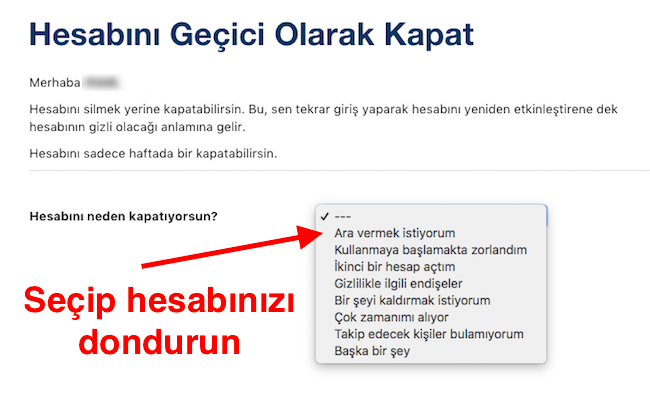 Hesabını Geçici Olarak Kapat
Merhaba
Hesabını silmek yerine kapatabilirsin. Bu, sen tekrar giriş yaparak hesabını yeniden etkinleştirene dek
hesabının gizli olacağı anlamına gelir.
Hesabını sadece haftada bir kapatabilirsin.
Hesabını neden kapatıyorsun?
✓ ---
Ara vermek istiyorum
Kullanmaya başlamakta zorlandım
İkinci bir hesap açtım
Gizlilikle ilgili endişeler
Bir şeyi kaldırmak istiyorum
Çok zamanımı alıyor
Takip edecek kişiler bulamıyorum
Başka bir şey
Seçip hesabınızı
dondurun